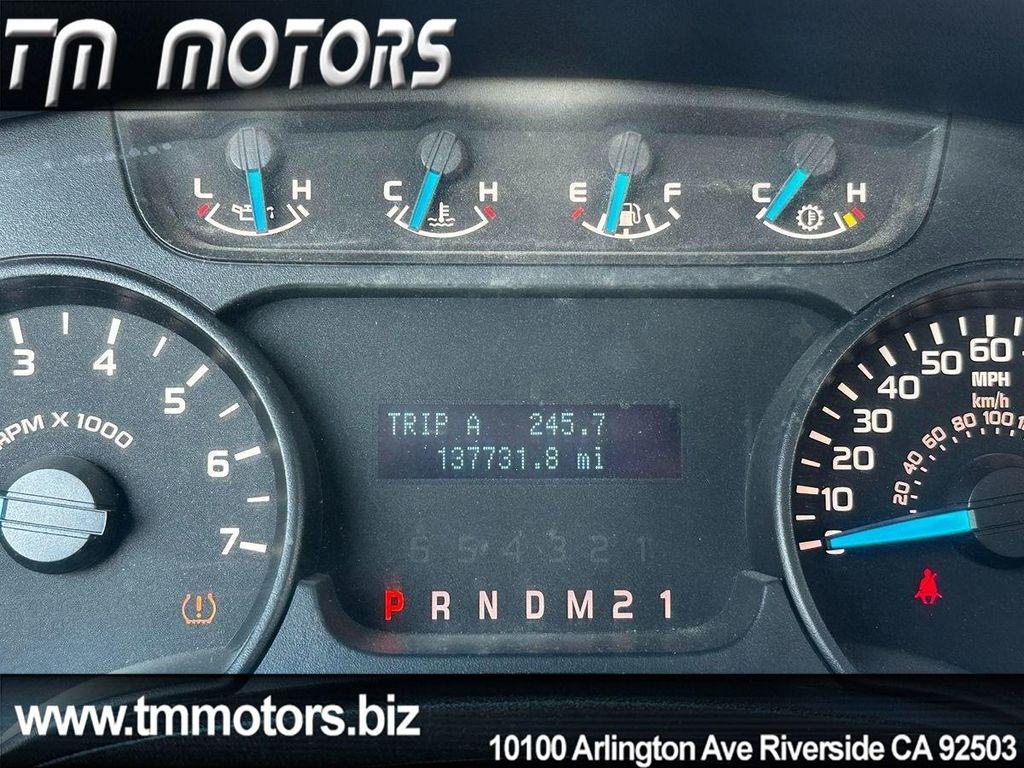 TM MOTORS
L H C H E F C H
3 4 5 6 7
RPM X 1000
TRIP A 245.7
137731.8 mi
6 5 4 3 2 1
P R N D M 2 1
0 10 20 30 40 50 60
MPH
km/h
20 40 60 80 100
www.tmmotors.biz
10100 Arlington Ave Riverside CA 92503